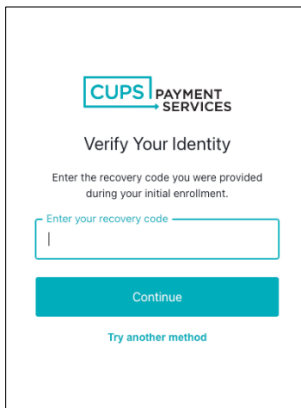 CUPS PAYMENT
SERVICES
Verify Your Identity
Enter the recovery code you were provided
during your initial enrollment.
Enter your recovery code
Continue
Try another method